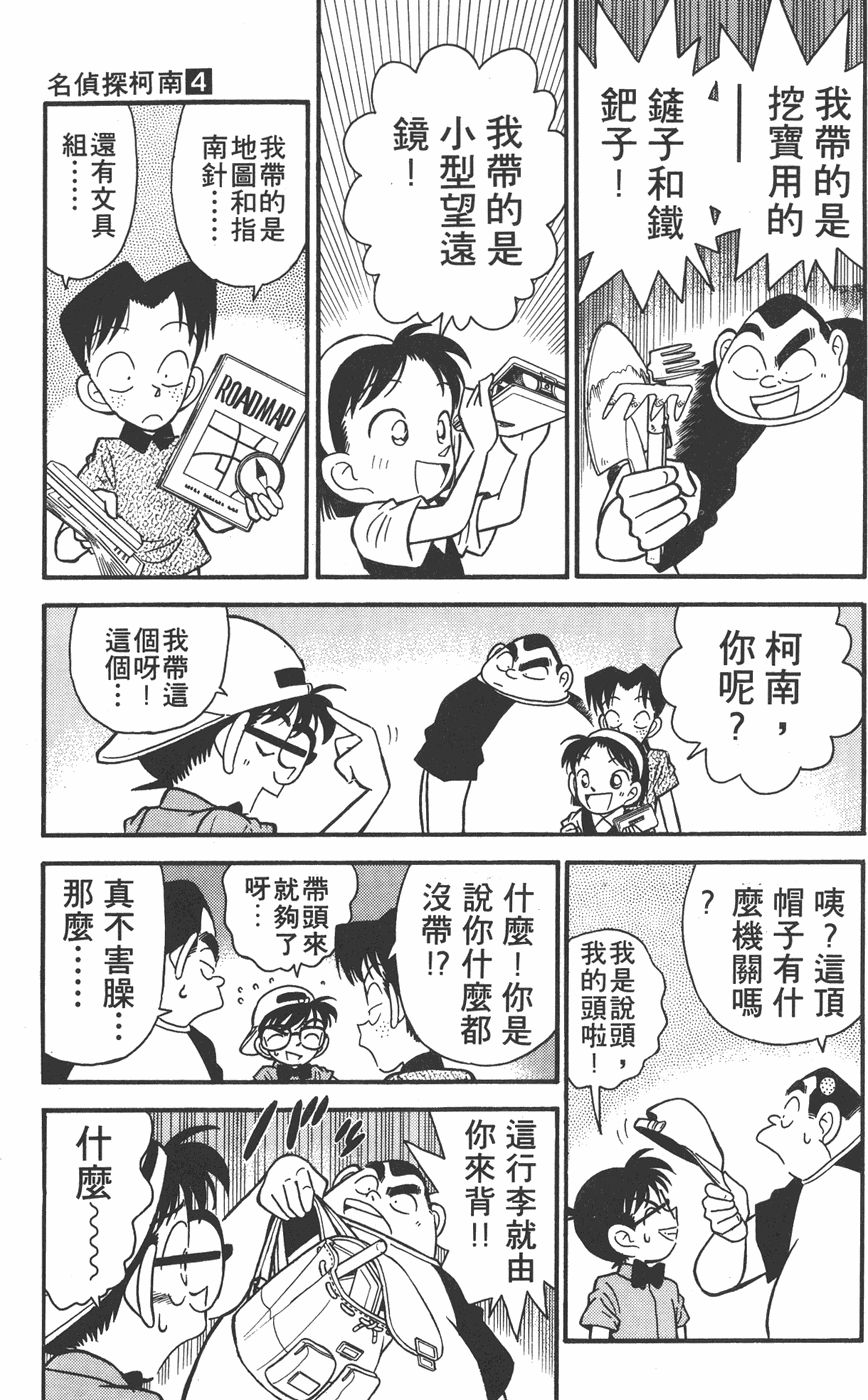 名偵探柯南4
我帶的是
挖寶用的
—
鏟子和鐵
鈀子！
我帶的是
小型望遠
鏡！
我帶的是
地圖和指
南針……
還有文具
組……
ROADMAP
柯南，
你呢？
我帶這
個呀！
這個…
咦？這頂
帽子有什
麼機關嗎
？
我是說頭，
我的頭啦！
什麼！你是
說你什麼都
沒帶!?
帶頭來
就夠了
呀…
真不害臊…
那麼……
這行李就由
你來背!!
什麼～～